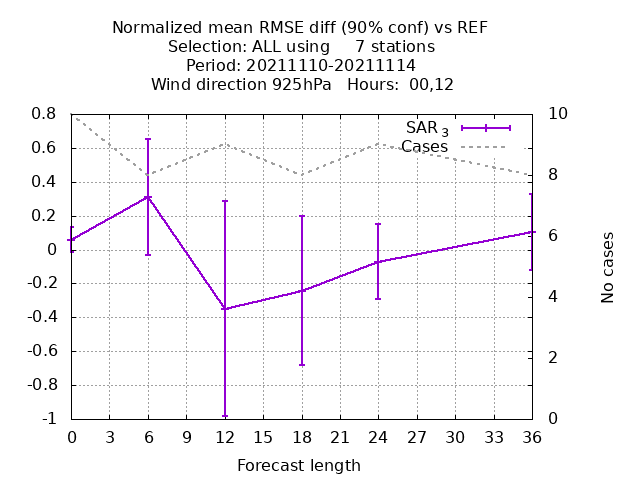 Normalized mean RMSE diff (90% conf) vs REF
Selection: ALL using     7 stations
Period: 20211110-20211114
Wind direction 925hPa   Hours:  00,12
0.8
0.6
0.4
0.2
0
-0.2
-0.4
-0.6
-0.8
-1
SAR 3
Cases
10
8
6
4
2
0
No cases
0 3 6 9 12 15 18 21 24 27 30 33 36
Forecast length